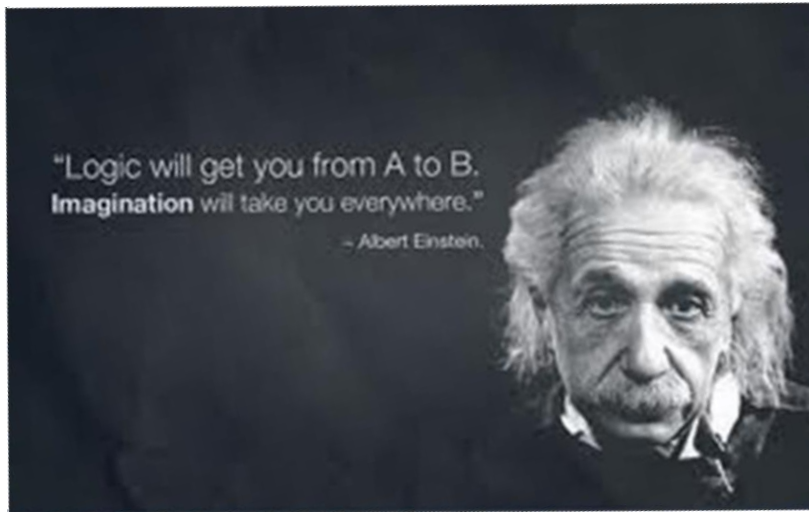 “Logic will get you from A to B.
Imagination will take you everywhere.”
– Albert Einstein.